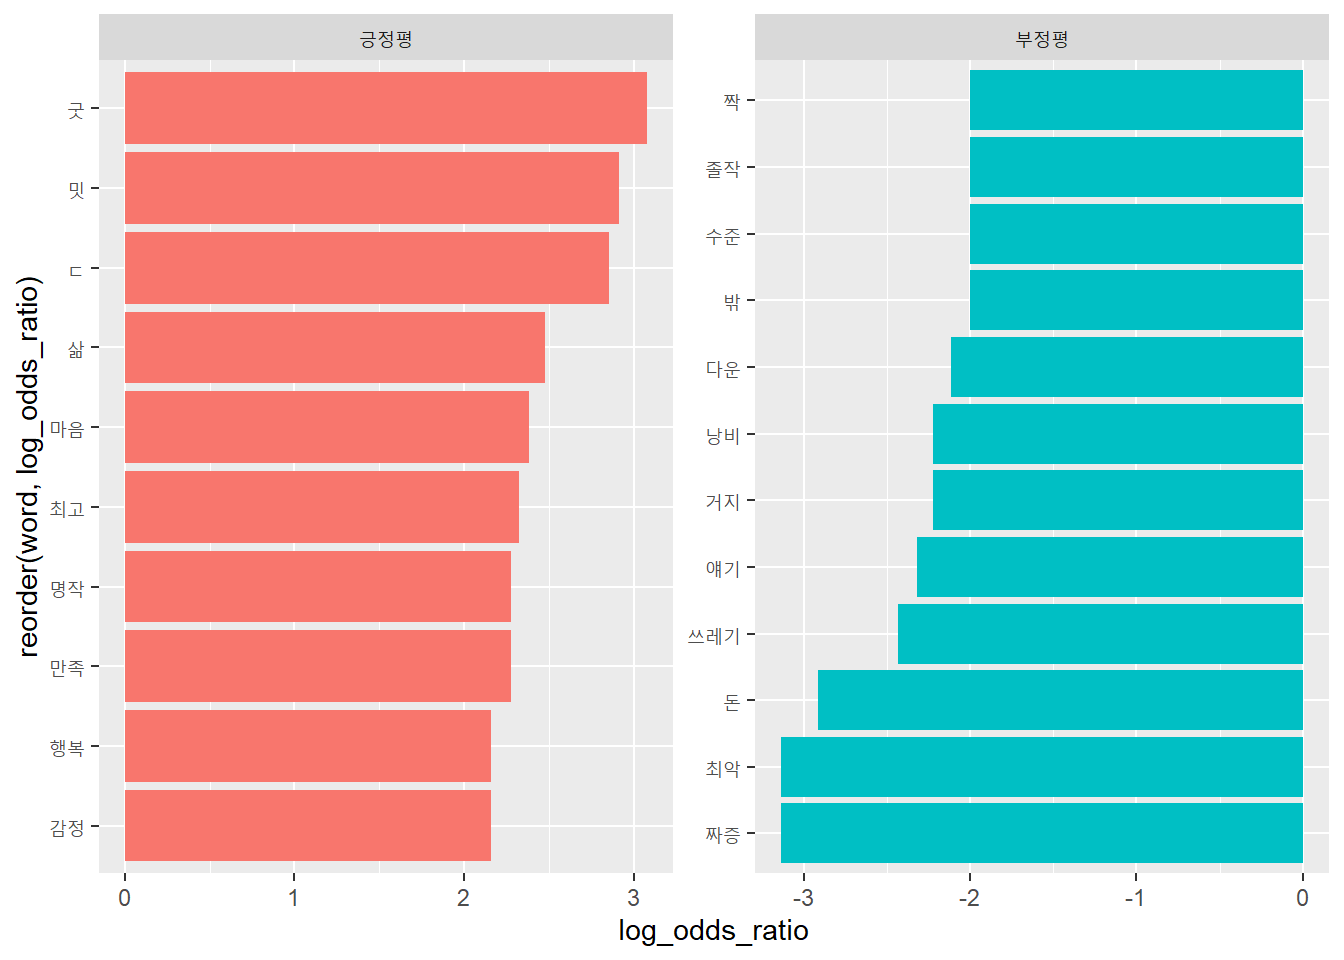 긍정평
부정평
굿
밋
ㄷ
삶
마음
최고
명작
만족
행복
감정
짝
졸작
수준
밖
다운
낭비
거지
얘기
쓰레기
돈
최악
짜증
0 1 2 3
-3 -2 -1 0
log_odds_ratio
reorder(word, log_odds_ratio)